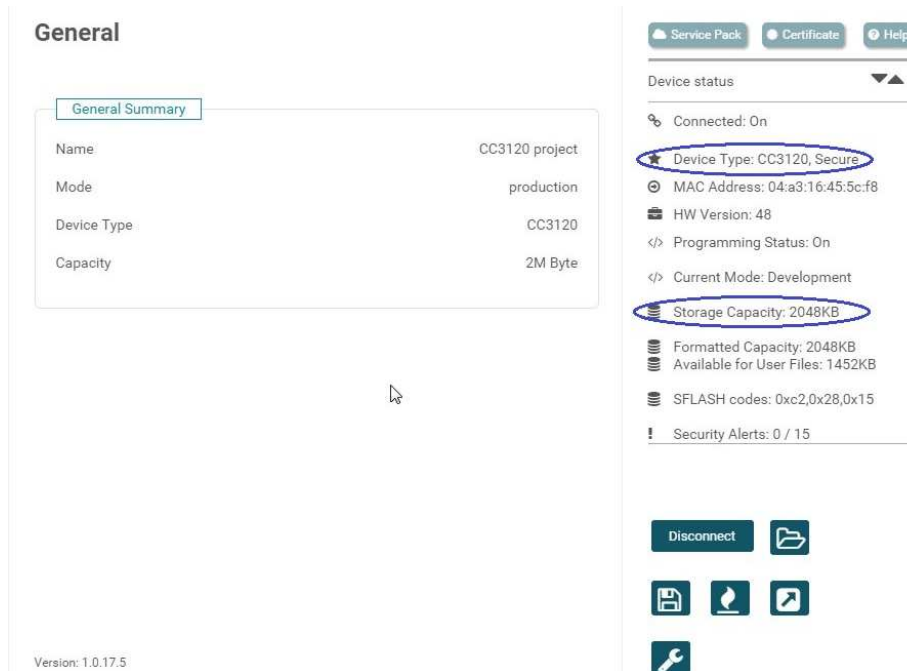 General
General Summary
Name CC3120 project
Mode production
Device Type CC3120
Capacity 2M Byte
Version: 1.0.17.5
Service Pack Certificate Help
Device status
Connected: On
Device Type: CC3120, Secure
MAC Address: 04:a3:16:45:5c:f8
HW Version: 48
</> Programming Status: On
</> Current Mode: Development
Storage Capacity: 2048KB
Formatted Capacity: 2048KB
Available for User Files: 1452KB
SFLASH codes: 0xc2,0x28,0x15
! Security Alerts: 0 / 15
Disconnect